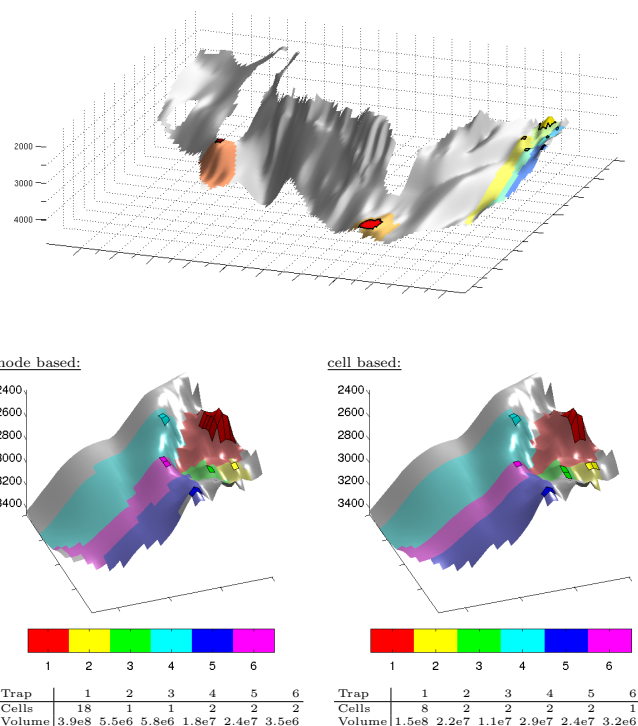 2000
3000
4000
node based:
cell based:
2400
2600
2800
3000
3200
3400
2400
2600
2800
3000
3200
3400
1 2 3 4 5 6
1 2 3 4 5 6
Trap 1 2 3 4 5 6
Cells 18 1 1 2 2 2
Volume 3.9e8 5.5e6 5.8e6 1.8e7 2.4e7 3.5e6
Trap 1 2 3 4 5 6
Cells 8 2 2 2 2 1
Volume 1.5e8 2.2e7 1.1e7 2.9e7 2.4e7 3.2e6